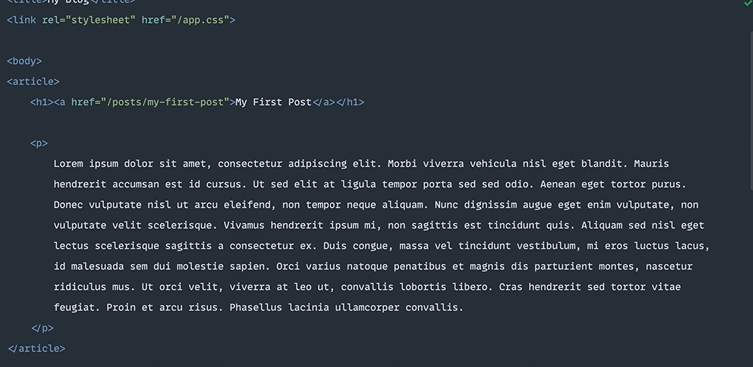 <title>My Blog</title>
<link rel="stylesheet" href="/app.css">
<body>
<article>
<h1><a href="/posts/my-first-post">My First Post</a></h1>
<p>
Lorem ipsum dolor sit amet, consectetur adipiscing elit. Morbi viverra vehicula nisl eget blandit. Mauris
hendrerit accumsan est id cursus. Ut sed elit at ligula tempor porta sed sed odio. Aenean eget tortor purus.
Donec vulputate nisl ut arcu eleifend, non tempor neque aliquam. Nunc dignissim augue eget enim vulputate, non
vulputate velit scelerisque. Vivamus hendrerit ipsum mi, non sagittis est tincidunt quis. Aliquam sed nisl eget
lectus scelerisque sagittis a consectetur ex. Duis congue, massa vel tincidunt vestibulum, mi eros luctus lacus,
id malesuada sem dui molestie sapien. Orci varius natoque penatibus et magnis dis parturient montes, nascetur
ridiculus mus. Ut orci velit, viverra at leo ut, convallis lobortis libero. Cras hendrerit sed tortor vitae
feugiat. Proin et arcu risus. Phasellus lacinia ullamcorper convallis.
</p>
</article>